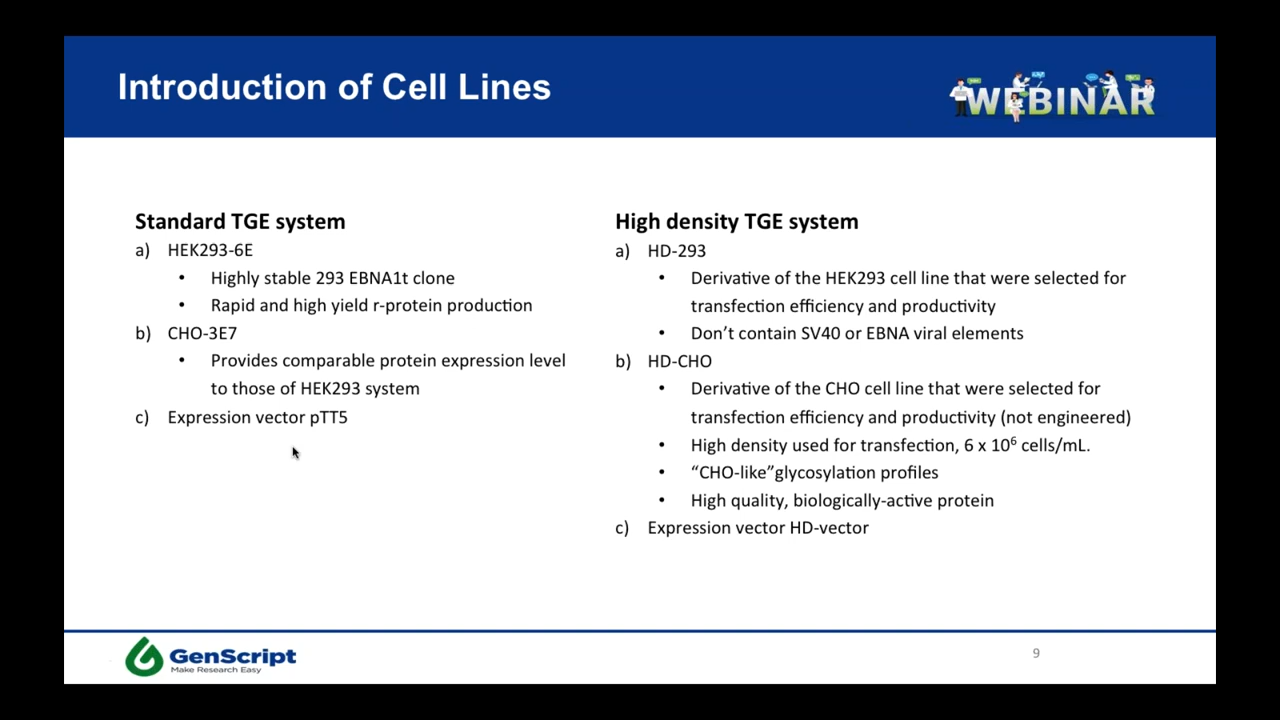 Introduction of Cell Lines
WEBINAR
Standard TGE system
a) HEK293-6E
• Highly stable 293 EBNA1t clone
• Rapid and high yield r-protein production
b) CHO-3E7
• Provides comparable protein expression level
to those of HEK293 system
c) Expression vector pTT5
High density TGE system
a) HD-293
• Derivative of the HEK293 cell line that were selected for
transfection efficiency and productivity
• Don’t contain SV40 or EBNA viral elements
b) HD-CHO
• Derivative of the CHO cell line that were selected for
transfection efficiency and productivity (not engineered)
• High density used for transfection, 6 x 10⁶ cells/mL.
• “CHO-like”glycosylation profiles
• High quality, biologically-active protein
c) Expression vector HD-vector
GenScript
Make Research Easy
9